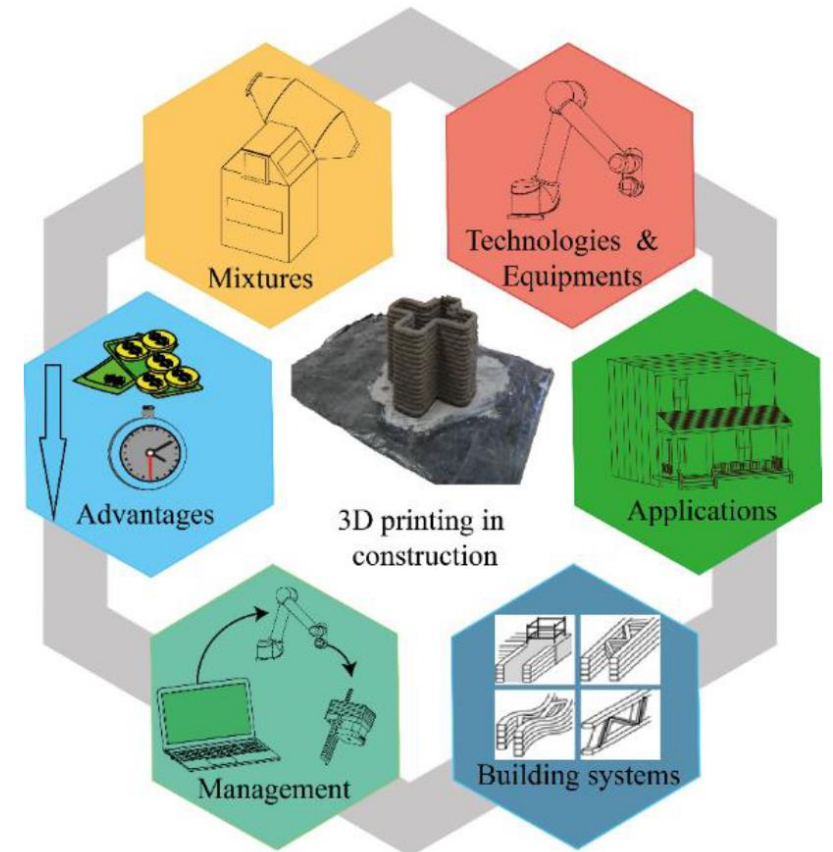 Mixtures
Technologies &
Equipments
Advantages
3D printing in
construction
Applications
Management
Building systems